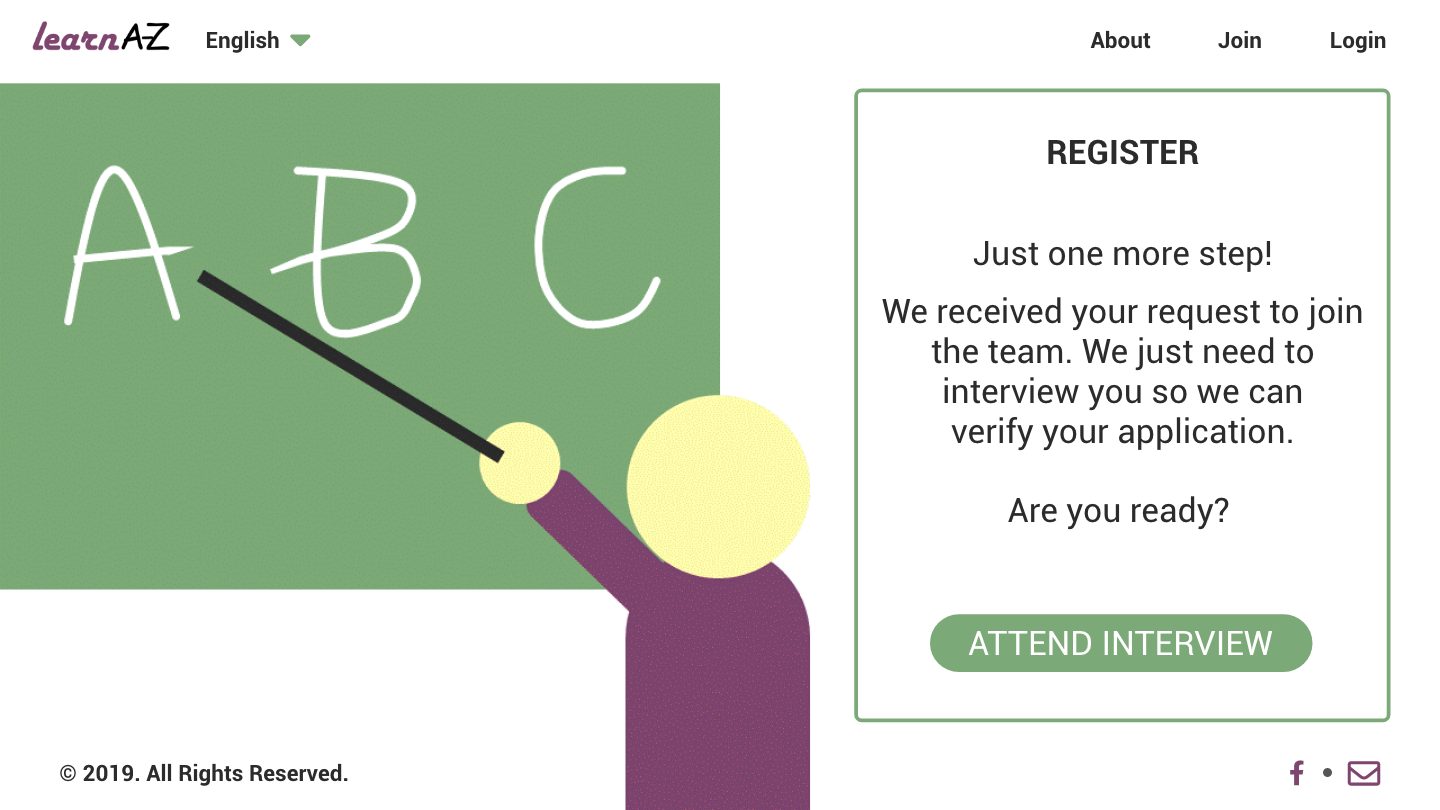 learn A-Z English About Join Login
A B C
REGISTER
Just one more step!
We received your request to join
the team. We just need to
interview you so we can
verify your application.
Are you ready?
ATTEND INTERVIEW
© 2019. All Rights Reserved.